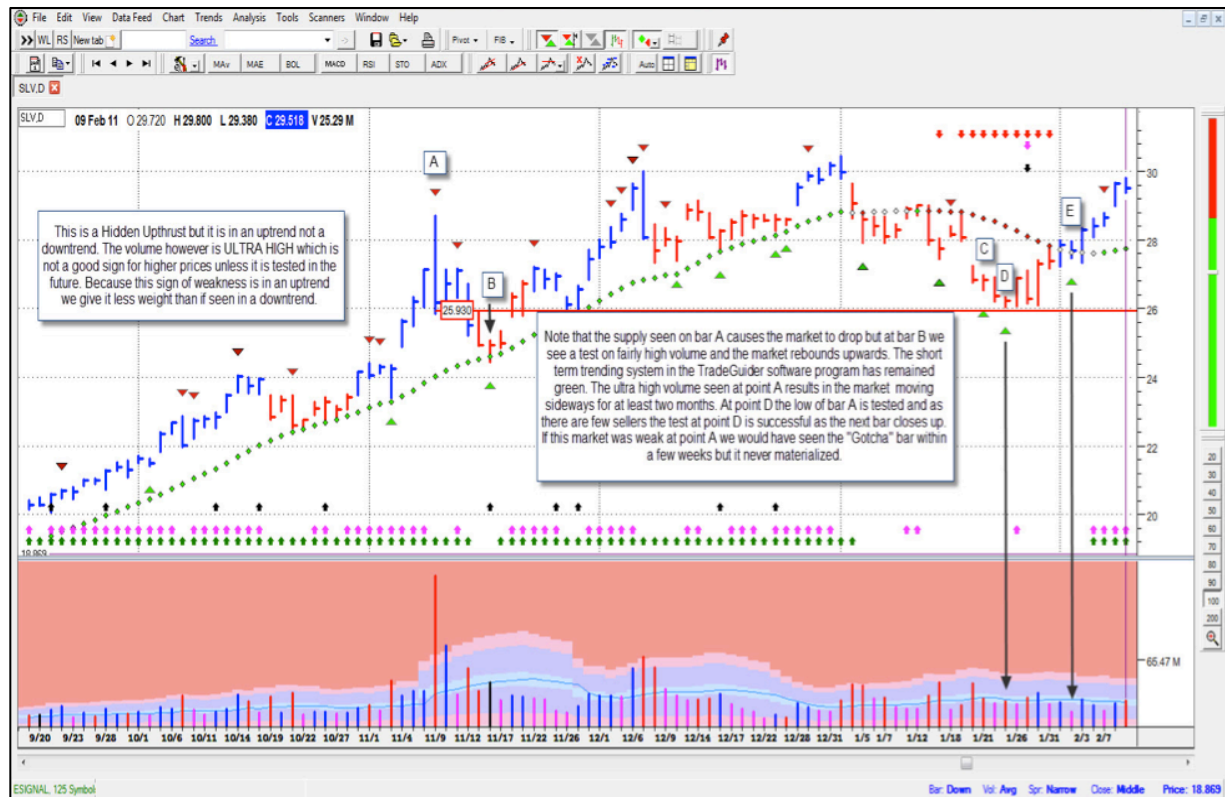 File Edit View Data Feed Chart Trends Analysis Tools Scanners Window Help
WL RS New tab Search Pivot FIB
MAv MAE BOL MACD RSI STO ADX Auto
SLV,D
SLV,D 09 Feb 11 O 29.720 H 29.800 L 29.380 C 29.518 V 25.29 M
This is a Hidden Upthrust but it is in an uptrend not a
downtrend. The volume however is ULTRA HIGH which is
not a good sign for higher prices unless it is tested in the
future. Because this sign of weakness is in an uptrend
we give it less weight than if seen in a downtrend.
A
B
C
D
E
25.930
Note that the supply seen on bar A causes the market to drop but at bar B we
see a test on fairly high volume and the market rebounds upwards. The short
term trending system in the TradeGuider software program has remained
green. The ultra high volume seen at point A results in the market moving
sideways for at least two months. At point D the low of bar A is tested and as
there are few sellers the test at point D is successful as the next bar closes up.
If this market was weak at point A we would have seen the "Gotcha" bar within
a few weeks but it never materialized.
30
28
26
24
22
20
18.869
66.47 M
20
30
40
50
60
70
80
90
100
200
9/20 9/23 9/28 10/1 10/6 10/11 10/14 10/19 10/22 10/27 11/1 11/4 11/9 11/12 11/17 11/22 11/26 12/1 12/6 12/9 12/14 12/17 12/22 12/28 12/31 1/5 1/7 1/12 1/18 1/21 1/26 1/31 2/3 2/7
ESIGNAL, 125 Symbol
Bar: Down Vol: Avg Spr: Narrow Close: Middle Price: 18.869